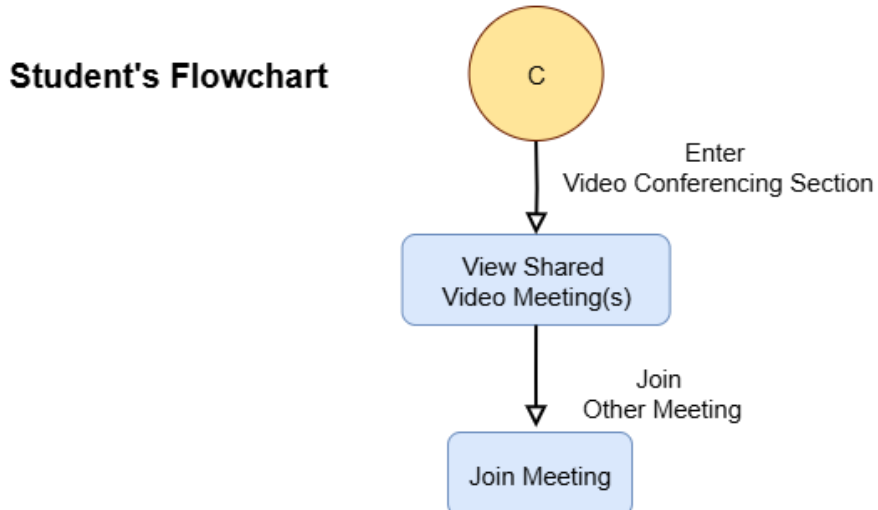 Student's Flowchart
C
Enter
Video Conferencing Section
View Shared
Video Meeting(s)
Join
Other Meeting
Join Meeting